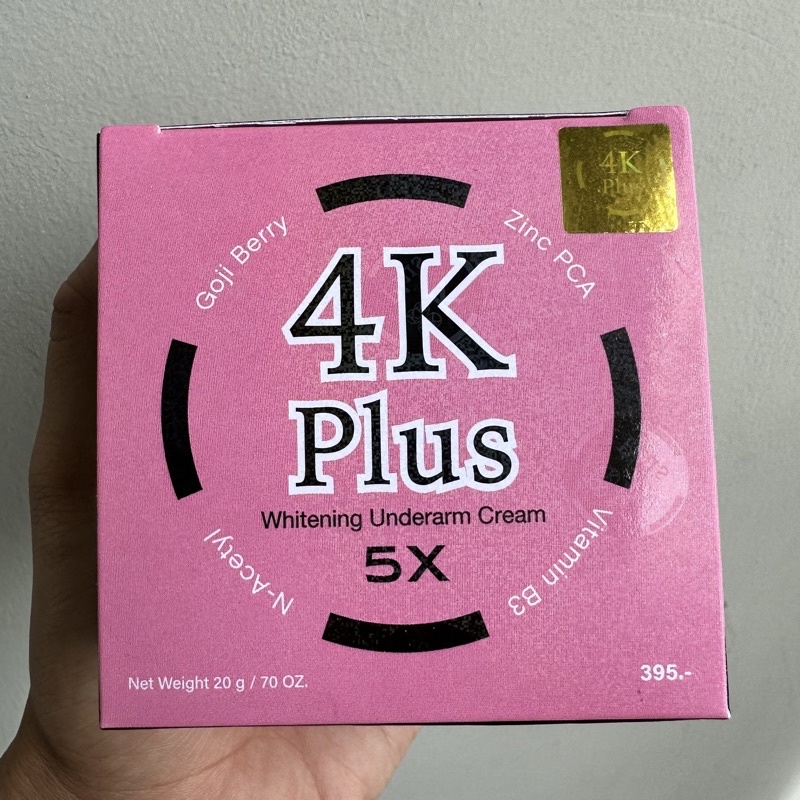 4K
Plus
Goji Berry
Zinc PCA
4K
Plus
Whitening Underarm Cream
5X
N-Acetyl
Vitamin B3
Net Weight 20 g / 70 OZ.
395.-